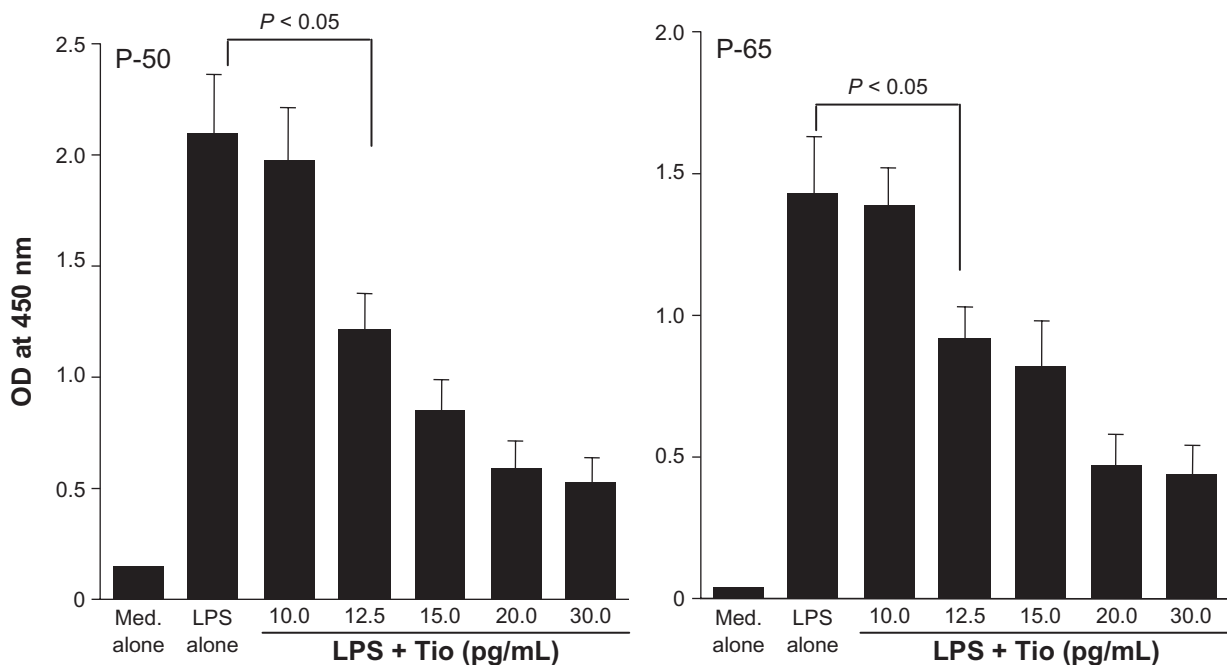 P < 0.05
2.5
P-50
2.0
1.5
1.0
0.5
0
OD at 450 nm
Med. alone
LPS alone
10.0 12.5 15.0 20.0 30.0
LPS + Tio (pg/mL)
2.0
P-65
P < 0.05
1.5
1.0
0.5
0
Med. alone
LPS alone
10.0 12.5 15.0 20.0 30.0
LPS + Tio (pg/mL)